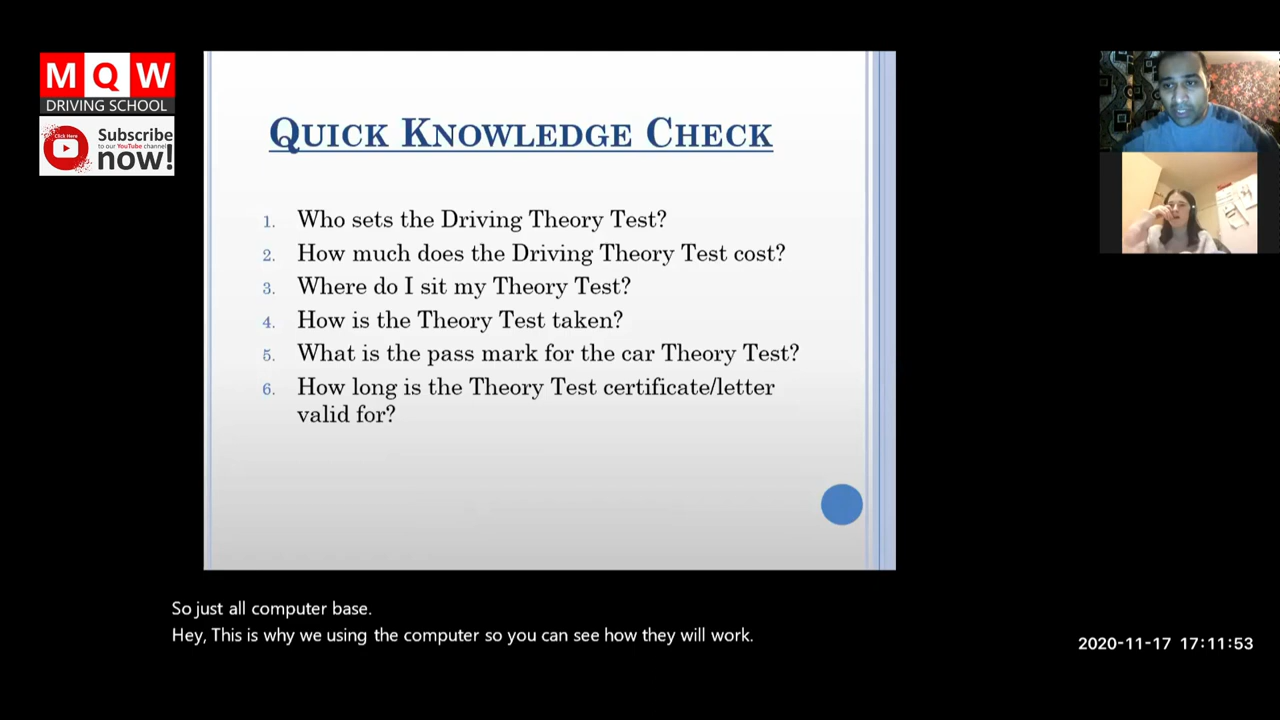 MQW
DRIVING SCHOOL
Click Here
Subscribe
to our YouTube channel
now!
QUICK KNOWLEDGE CHECK
1. Who sets the Driving Theory Test?
2. How much does the Driving Theory Test cost?
3. Where do I sit my Theory Test?
4. How is the Theory Test taken?
5. What is the pass mark for the car Theory Test?
6. How long is the Theory Test certificate/letter
valid for?
So just all computer base.
Hey, This is why we using the computer so you can see how they will work.
2020-11-17 17:11:53